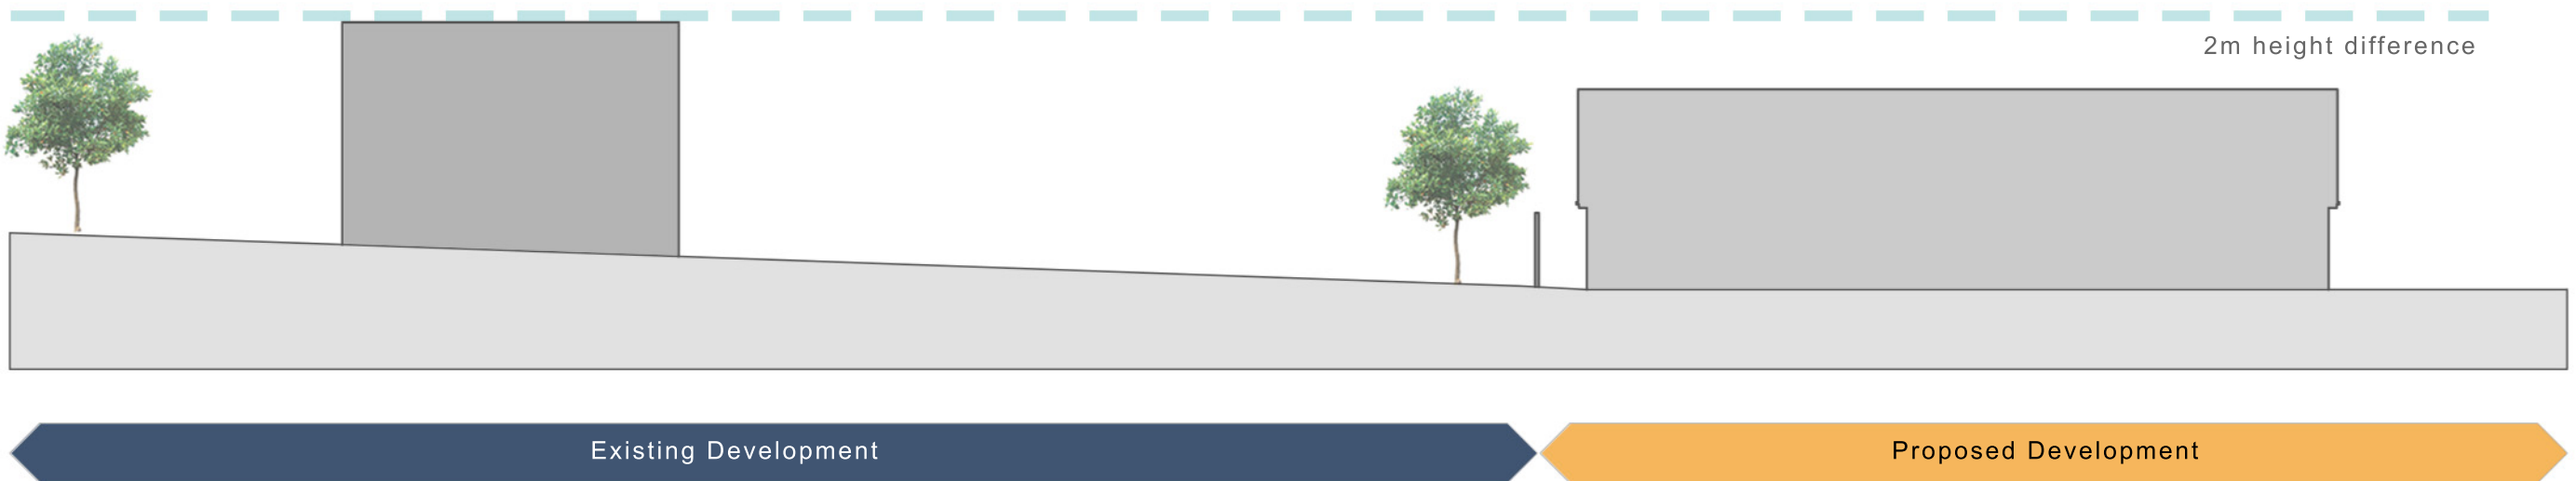 2m height difference
Existing Development
Proposed Development